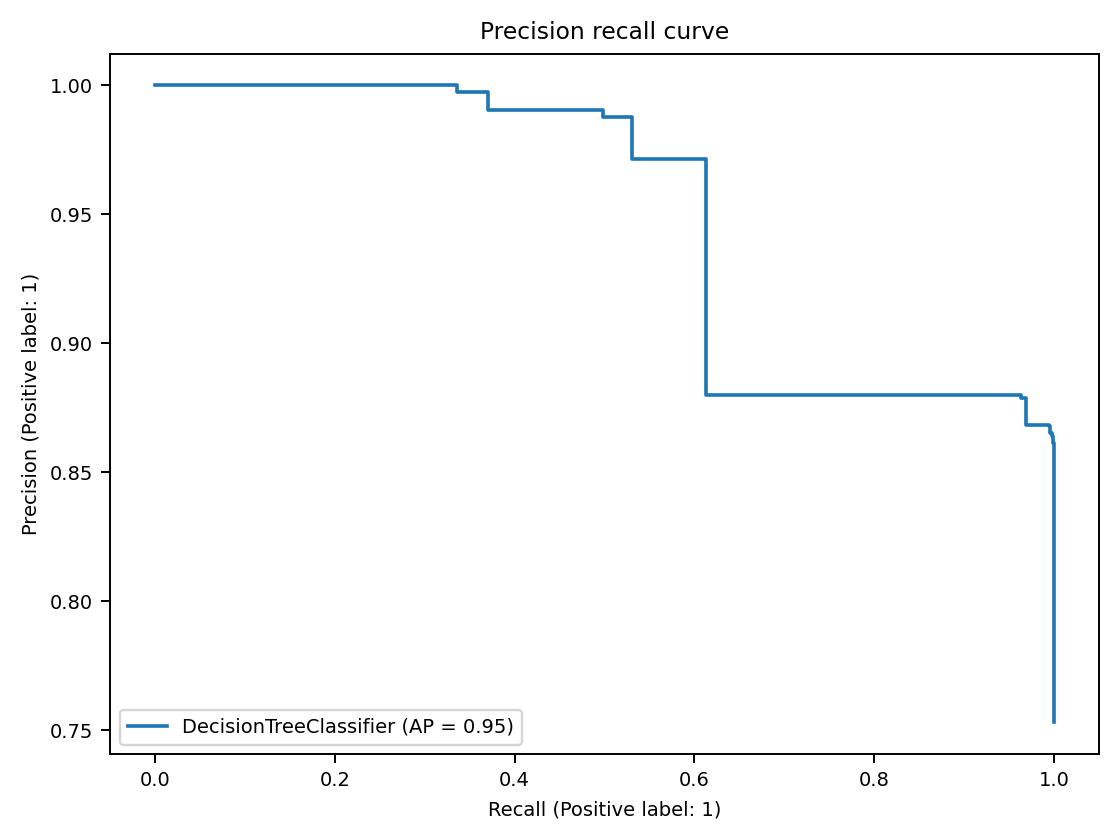 Precision recall curve
1.00
0.95
0.90
0.85
0.80
0.75
Precision (Positive label: 1)
DecisionTreeClassifier (AP = 0.95)
0.0 0.2 0.4 0.6 0.8 1.0
Recall (Positive label: 1)